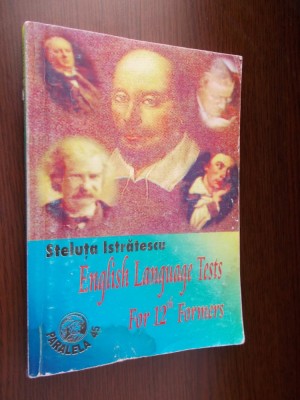 Steluța Istrătescu
English Language Tests
For 12th Formers
PARALELA 45